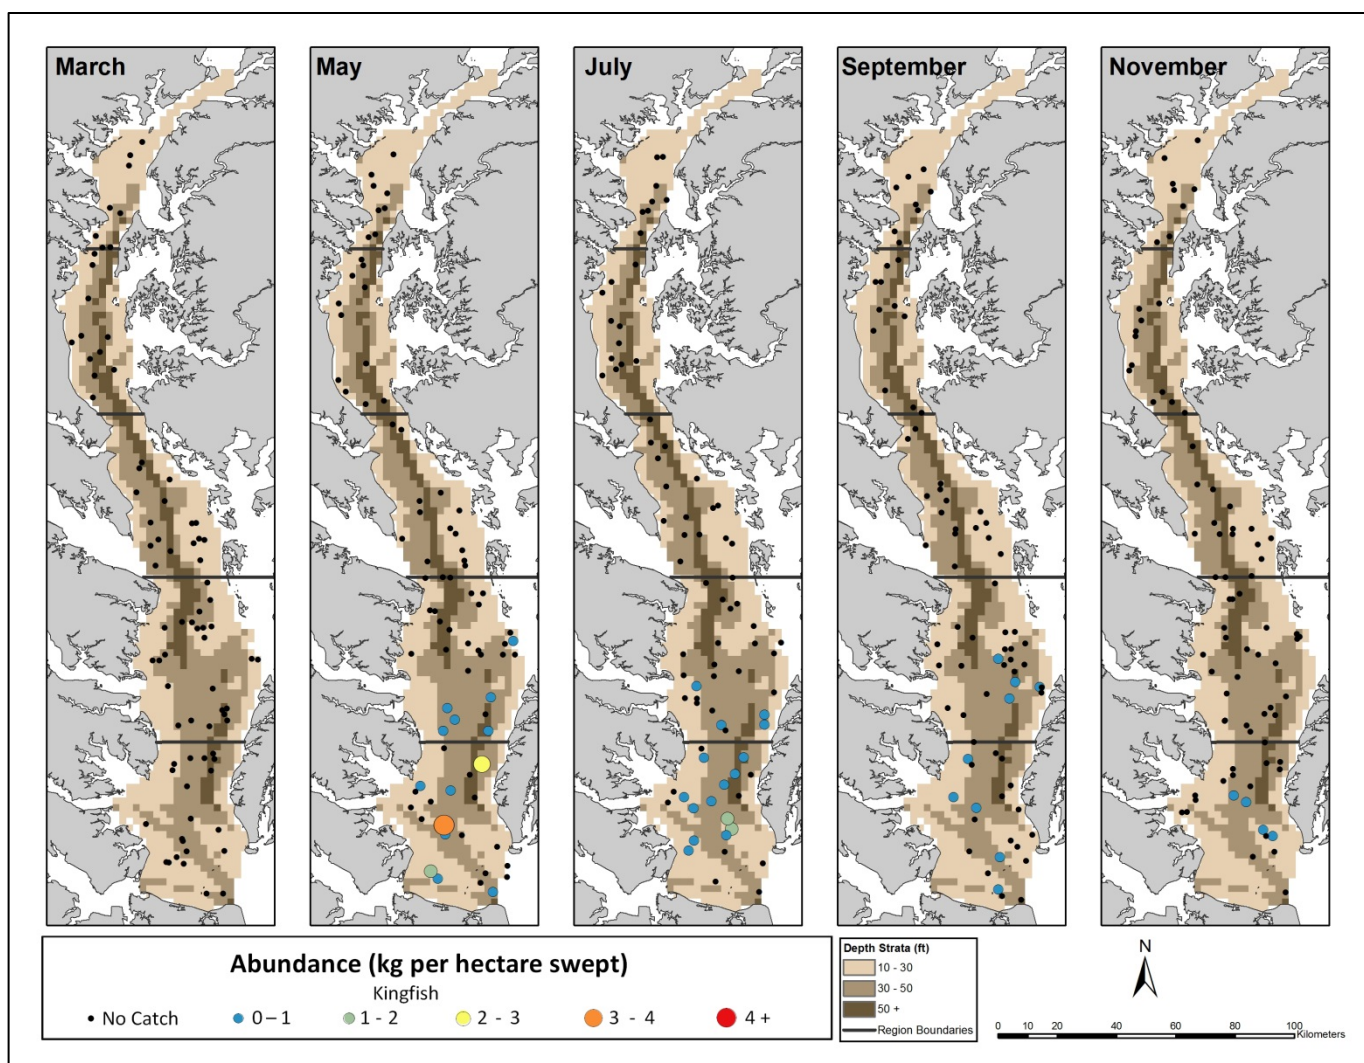 March
May
July
September
November
Abundance (kg per hectare swept)
Kingfish
No Catch
0 – 1
1 - 2
2 - 3
3 - 4
4 +
Depth Strata (ft)
10 - 30
30 - 50
50 +
Region Boundaries
N
0 10 20 40 60 80 100
Kilometers